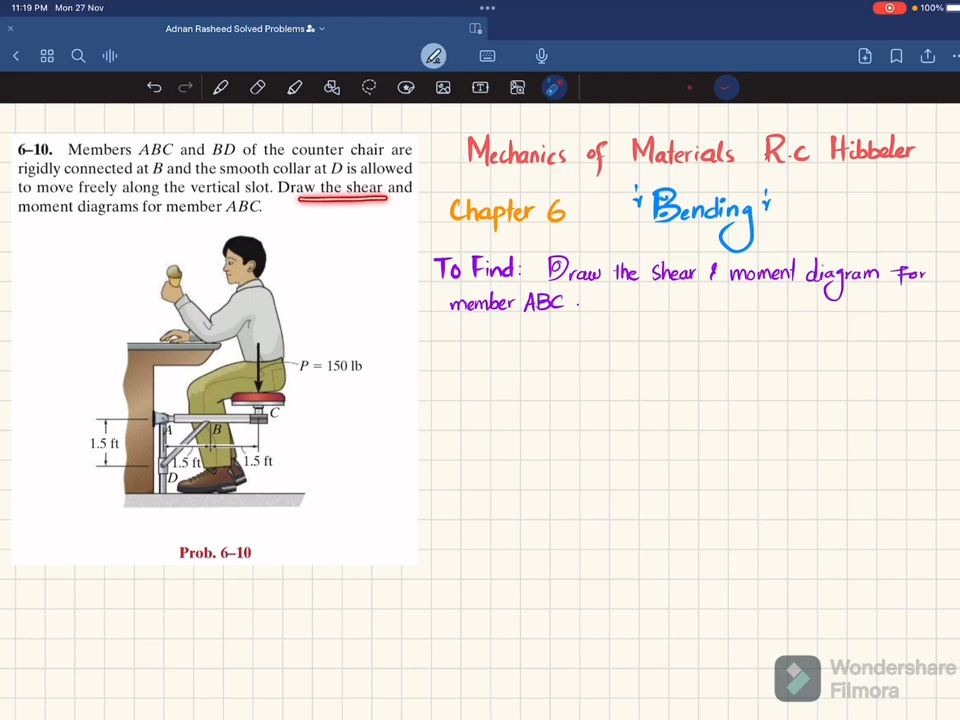 11:19 PM Mon 27 Nov
100%
Adnan Rasheed Solved Problems
6–10. Members ABC and BD of the counter chair are
rigidly connected at B and the smooth collar at D is allowed
to move freely along the vertical slot. Draw the shear and
moment diagrams for member ABC.
Mechanics of Materials R.c Hibbeler
Chapter 6 "Bending"
To Find: Draw the shear & moment diagram for
member ABC.
P = 150 lb
C
A
B
1.5 ft
1.5 ft
1.5 ft
D
Prob. 6–10
Wondershare
Filmora